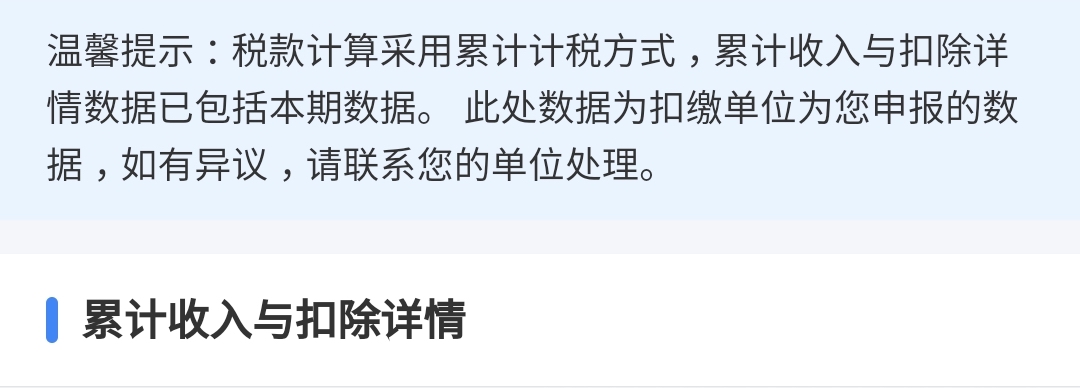 温馨提示：税款计算采用累计计税方式，累计收入与扣除详
情数据已包括本期数据。 此处数据为扣缴单位为您申报的数
据，如有异议，请联系您的单位处理。
累计收入与扣除详情